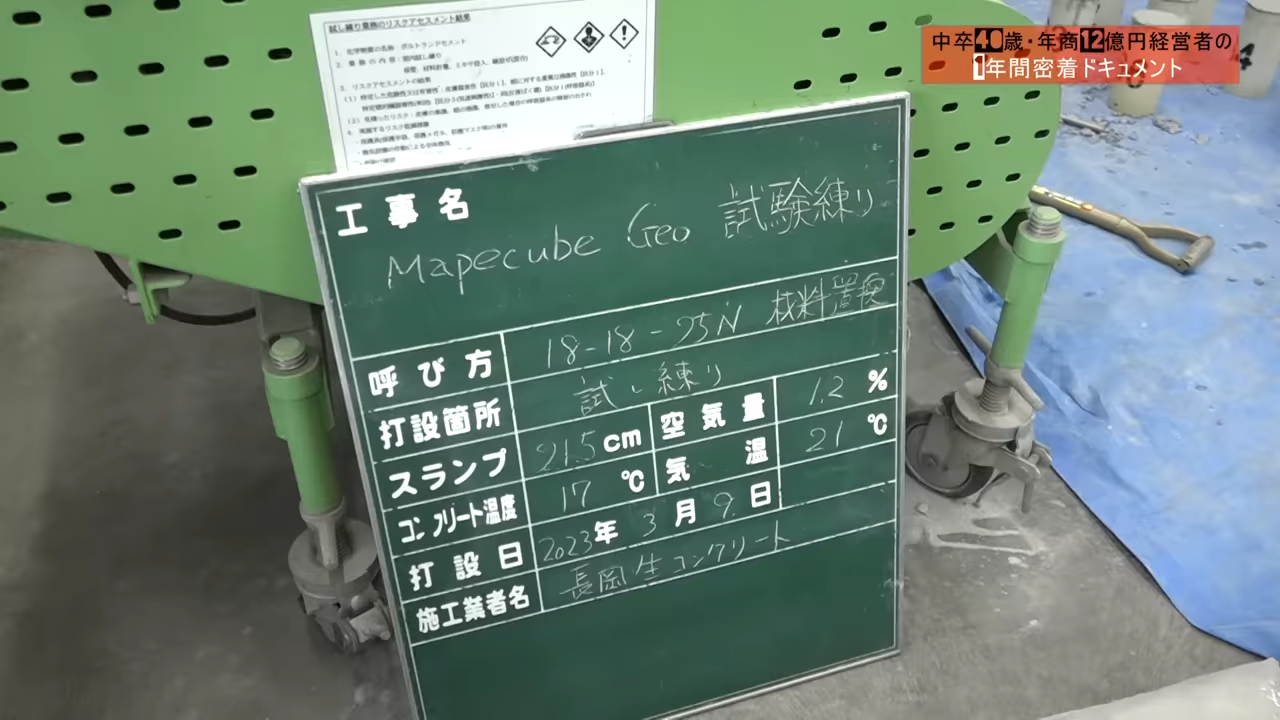 試し練り業務のリスクアセスメント結果
中卒40歳・年商12億円経営者の
1年間密着ドキュメント
4
工事名
Mapecube Geo 試験練り
呼び方 18-18-25N 材料置換
打設箇所 試し練り
スランプ 21.5cm 空気量 1.2%
コンクリート温度 17℃ 気温 21℃
打設日 2023年3月9日
施工業者名 長岡生コンクリート